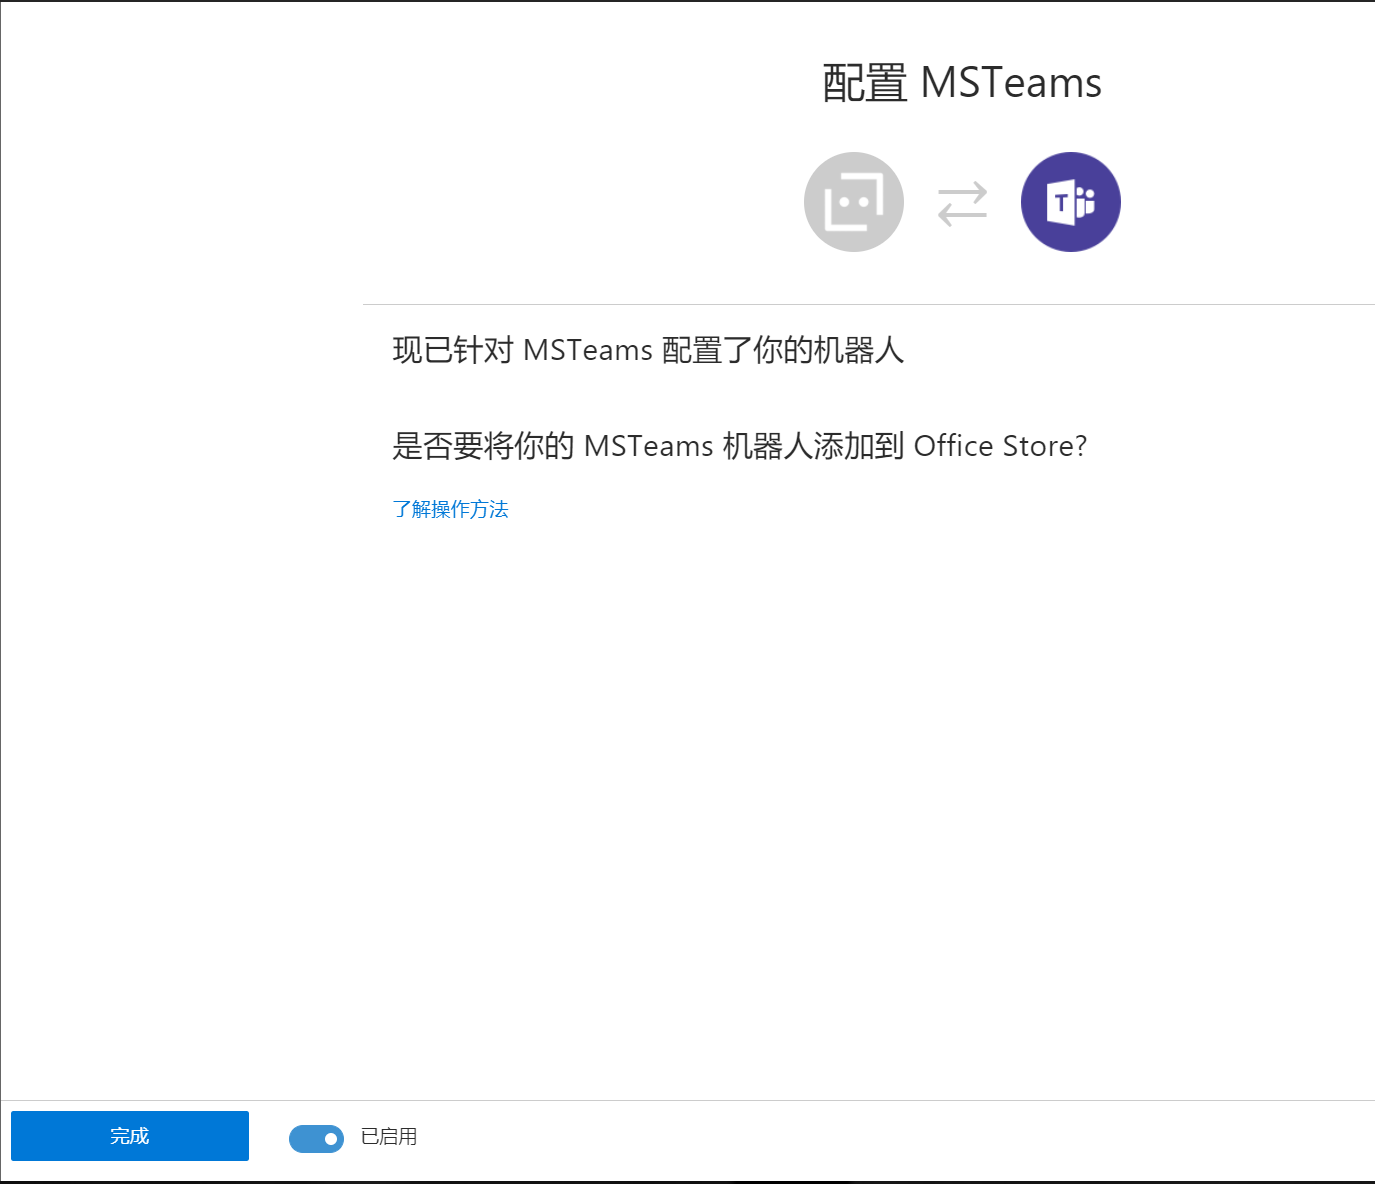 配置 MSTeams
T
现已针对 MSTeams 配置了你的机器人
是否要将你的 MSTeams 机器人添加到 Office Store?
了解操作方法
完成
已启用